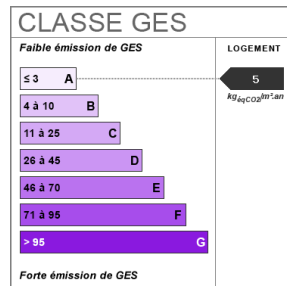 CLASSE GES
Faible émission de GES
LOGEMENT
≤ 3 A
5
kgéqCO2/m².an
4 à 10 B
11 à 25 C
26 à 45 D
46 à 70 E
71 à 95 F
> 95 G
Forte émission de GES